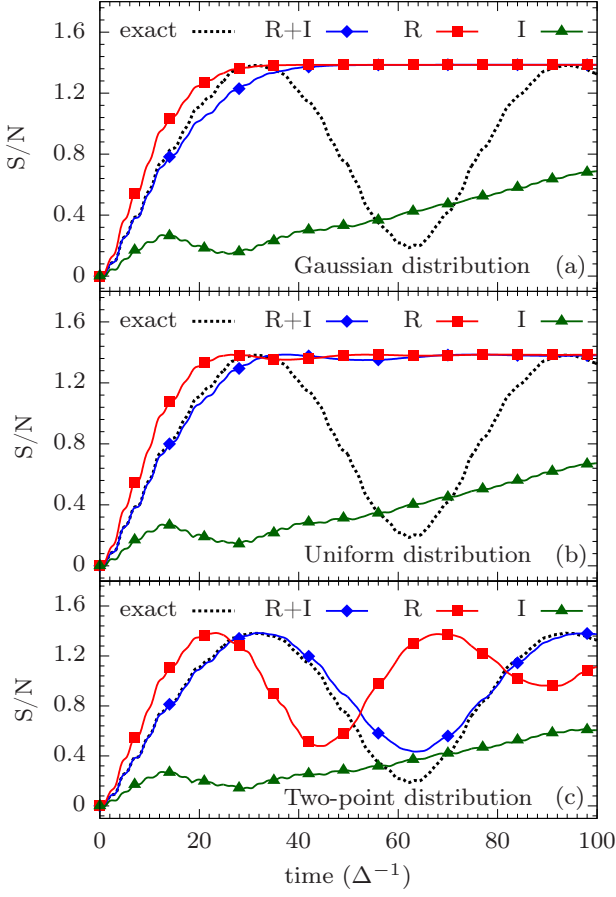 1.6
exact R+I R I
1.2
S/N
0.8
0.4
Gaussian distribution (a)
0
1.6
exact R+I R I
1.2
S/N
0.8
0.4
Uniform distribution (b)
0
1.6
exact R+I R I
1.2
S/N
0.8
0.4
Two-point distribution (c)
0
0 20 40 60 80 100
time (Δ⁻¹)